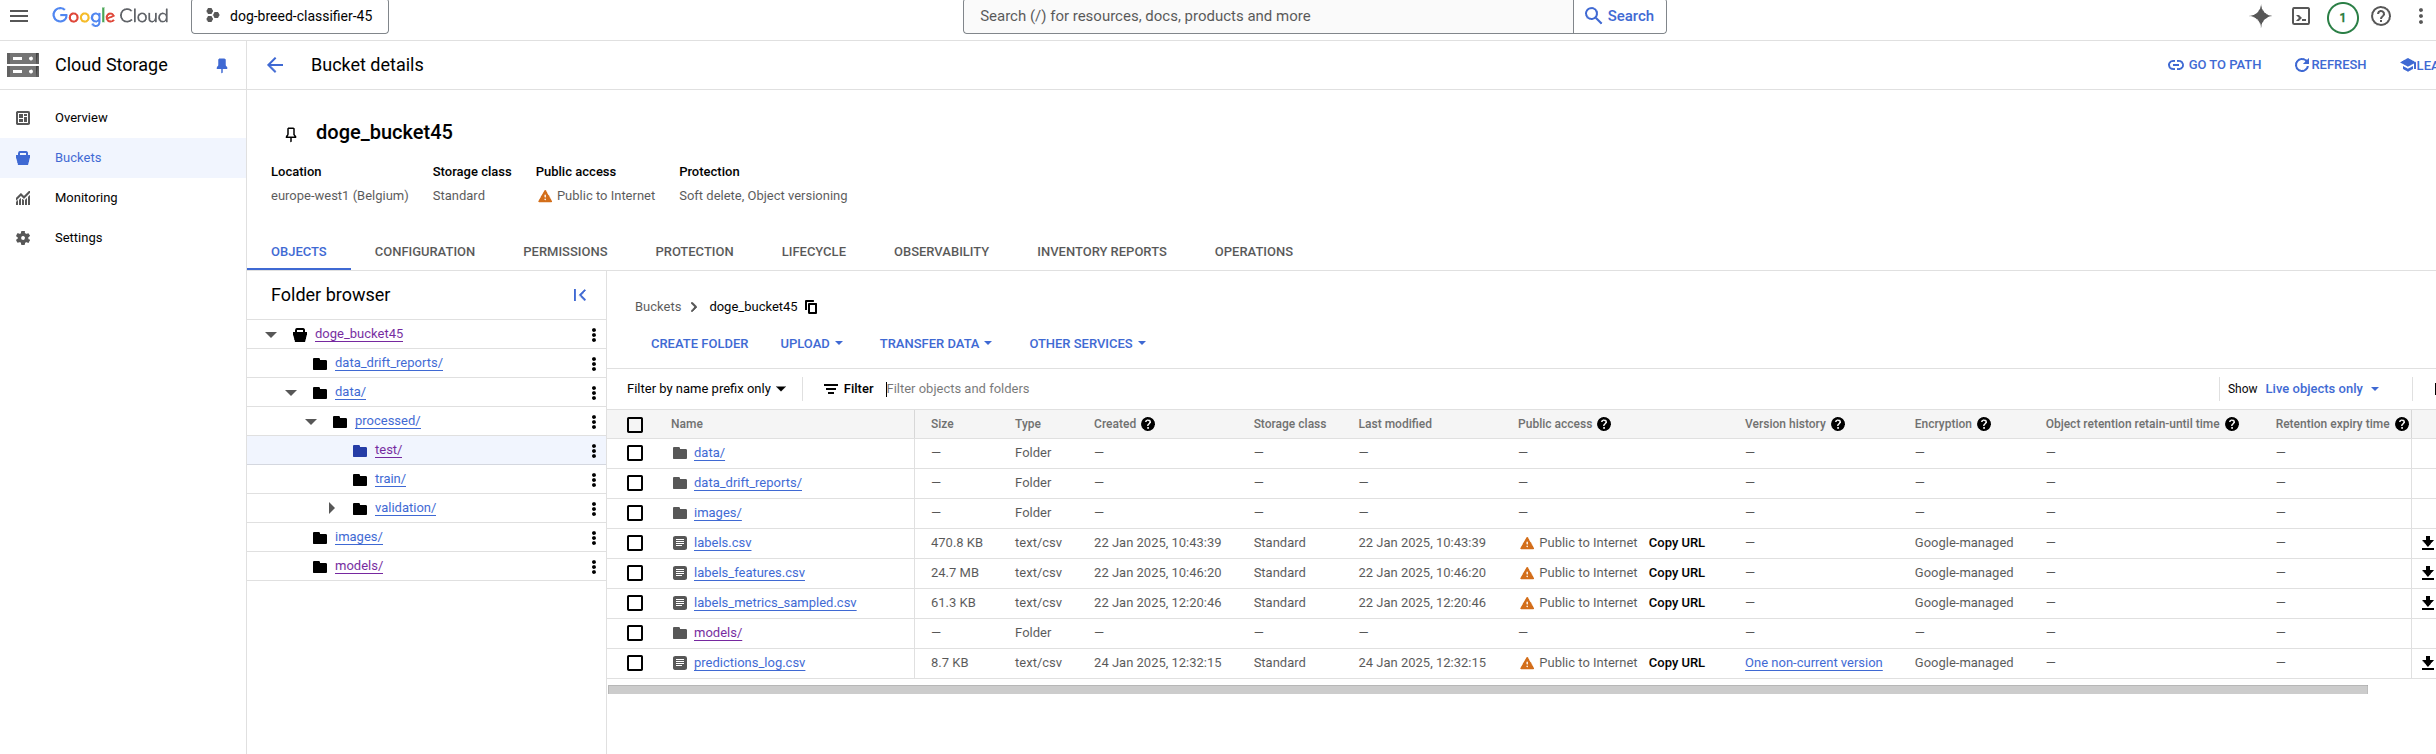 Google Cloud
dog-breed-classifier-45
Search (/) for resources, docs, products and more
Search
1
Cloud Storage
Bucket details
GO TO PATH
REFRESH
LEA
Overview
Buckets
Monitoring
Settings
doge_bucket45
Location Storage class Public access Protection
europe-west1 (Belgium) Standard Public to Internet Soft delete, Object versioning
OBJECTS CONFIGURATION PERMISSIONS PROTECTION LIFECYCLE OBSERVABILITY INVENTORY REPORTS OPERATIONS
Folder browser
doge_bucket45
data_drift_reports/
data/
processed/
test/
train/
validation/
images/
models/
Buckets > doge_bucket45
CREATE FOLDER UPLOAD TRANSFER DATA OTHER SERVICES
Filter by name prefix only Filter Filter objects and folders Show Live objects only
Name Size Type Created Storage class Last modified Public access Version history Encryption Object retention retain-until time Retention expiry time
data/ — Folder — — — — — — — —
data_drift_reports/ — Folder — — — — — — — —
images/ — Folder — — — — — — — —
labels.csv 470.8 KB text/csv 22 Jan 2025, 10:43:39 Standard 22 Jan 2025, 10:43:39 Public to Internet Copy URL — Google-managed — —
labels_features.csv 24.7 MB text/csv 22 Jan 2025, 10:46:20 Standard 22 Jan 2025, 10:46:20 Public to Internet Copy URL — Google-managed — —
labels_metrics_sampled.csv 61.3 KB text/csv 22 Jan 2025, 12:20:46 Standard 22 Jan 2025, 12:20:46 Public to Internet Copy URL — Google-managed — —
models/ — Folder — — — — — — — —
predictions_log.csv 8.7 KB text/csv 24 Jan 2025, 12:32:15 Standard 24 Jan 2025, 12:32:15 Public to Internet Copy URL One non-current version Google-managed — —